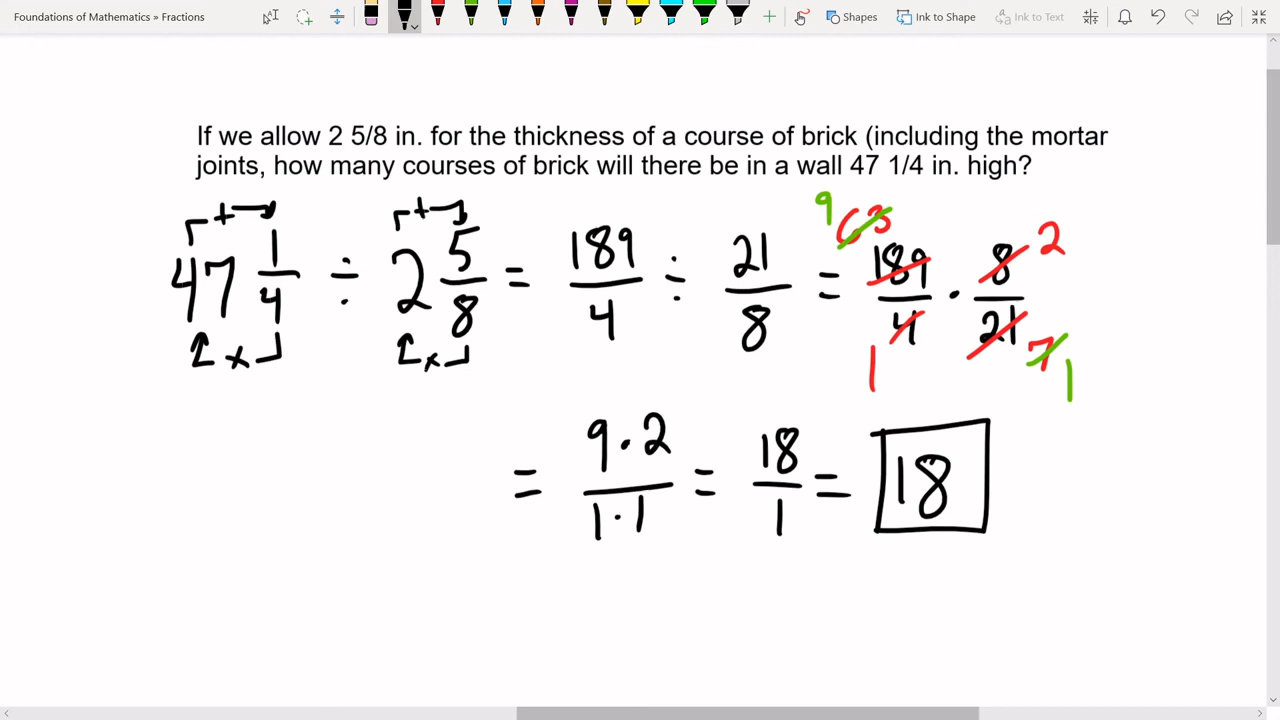 Foundations of Mathematics » Fractions
Shapes
Ink to Shape
Ink to Text
If we allow 2 5/8 in. for the thickness of a course of brick (including the mortar
joints, how many courses of brick will there be in a wall 47 1/4 in. high?
47 1/4 ÷ 2 5/8 = 189/4 ÷ 21/8 = 189/4 · 8/21
+ + 9 63 2
x x 1 7 1
= 9·2/1·1 = 18/1 = 18